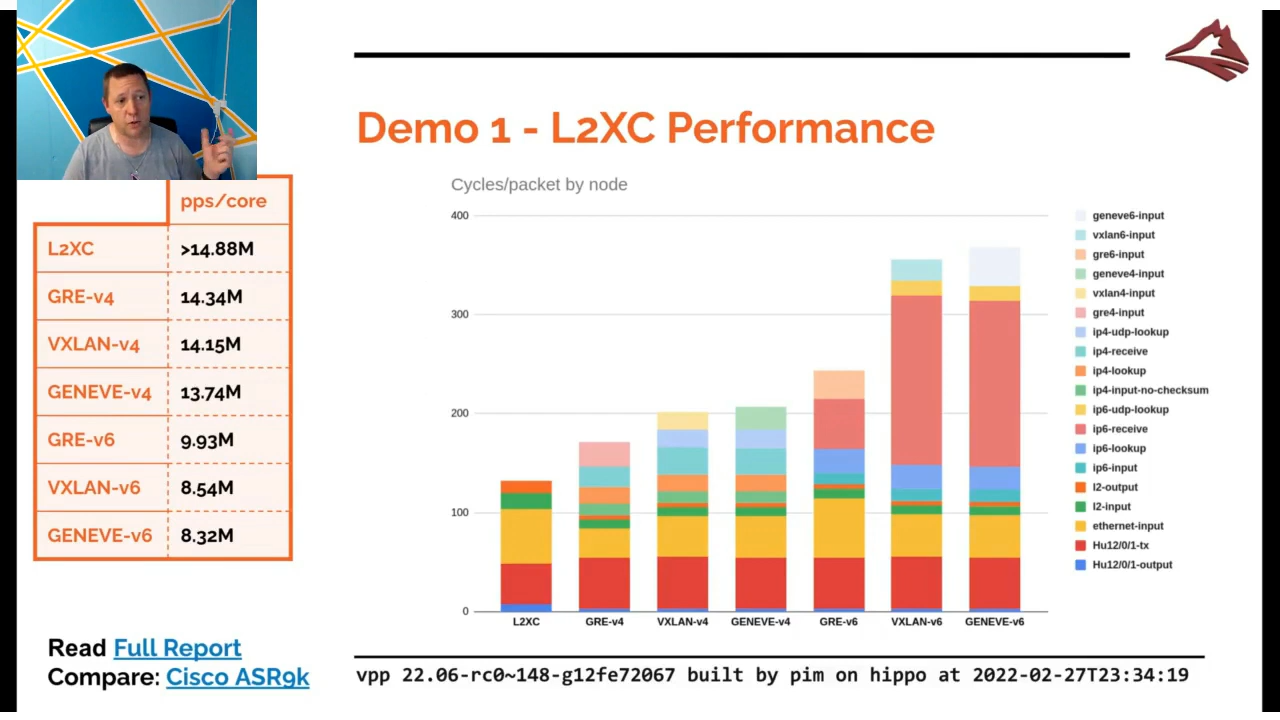 Demo 1 - L2XC Performance
pps/core
L2XC >14.88M
GRE-v4 14.34M
VXLAN-v4 14.15M
GENEVE-v4 13.74M
GRE-v6 9.93M
VXLAN-v6 8.54M
GENEVE-v6 8.32M
Cycles/packet by node
400
300
200
100
0
L2XC GRE-v4 VXLAN-v4 GENEVE-v4 GRE-v6 VXLAN-v6 GENEVE-v6
geneve6-input
vxlan6-input
gre6-input
geneve4-input
vxlan4-input
gre4-input
ip4-udp-lookup
ip4-receive
ip4-lookup
ip4-input-no-checksum
ip6-udp-lookup
ip6-receive
ip6-lookup
ip6-input
l2-output
l2-input
ethernet-input
Hu12/0/1-tx
Hu12/0/1-output
Read Full Report
Compare: Cisco ASR9k
vpp 22.06-rc0~148-g12fe72067 built by pim on hippo at 2022-02-27T23:34:19